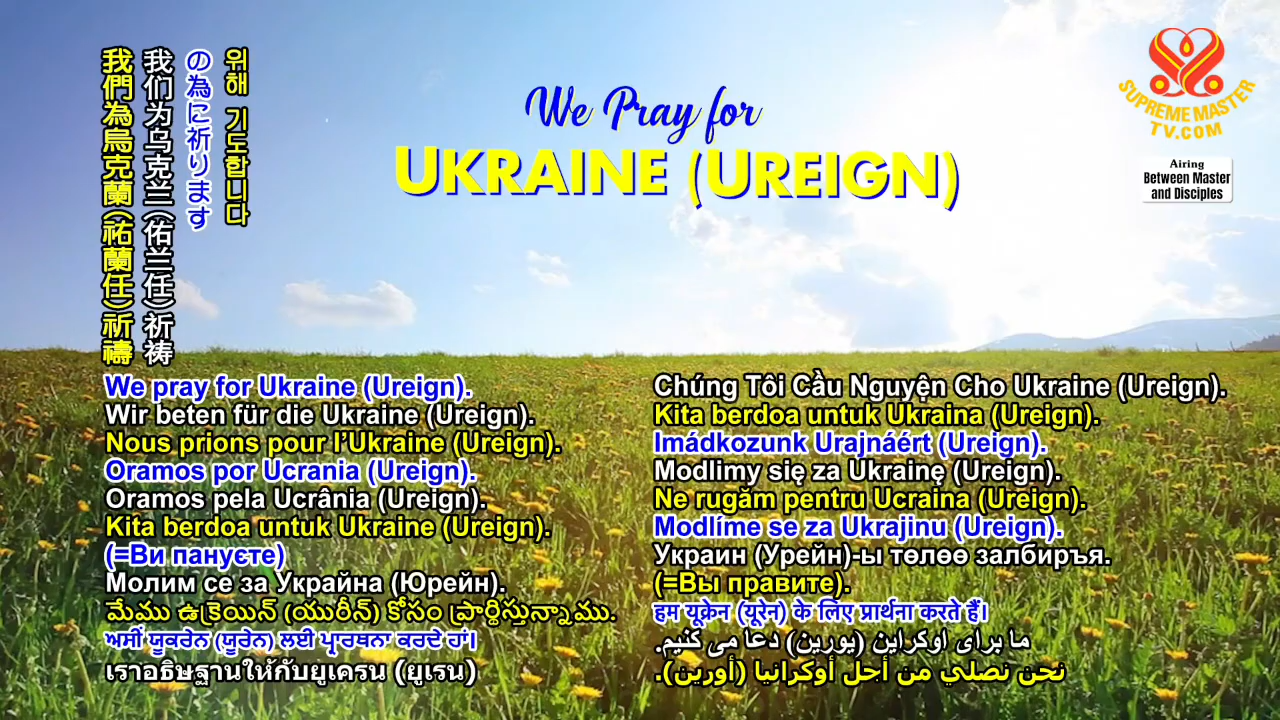 We Pray for
UKRAINE (UREIGN)
SUPREME MASTER
TV.COM
Airing
Between Master
and Disciples
我們為烏克蘭(祐蘭任)祈禱
我们为乌克兰(佑兰任)祈祷
の為に祈ります
위해 기도합니다
We pray for Ukraine (Ureign).
Wir beten für die Ukraine (Ureign).
Nous prions pour l’Ukraine (Ureign).
Oramos por Ucrania (Ureign).
Oramos pela Ucrânia (Ureign).
Kita berdoa untuk Ukraine (Ureign).
(=Ви пануєте)
Молим се за Украйна (Юрейн).
మేము ఉక్రెయిన్ (యురీన్) కోసం ప్రార్థిస్తున్నాము.
ਅਸੀਂ ਯੂਕਰੇਨ (ਯੂਰੇਨ) ਲਈ ਪ੍ਰਾਰਥਨਾ ਕਰਦੇ ਹਾਂ।
เราอธิษฐานให้กับยูเครน (ยูเรน)
Chúng Tôi Cầu Nguyện Cho Ukraine (Ureign).
Kita berdoa untuk Ukraina (Ureign).
Imádkozunk Urajnáért (Ureign).
Modlimy się za Ukrainę (Ureign).
Ne rugăm pentru Ucraina (Ureign).
Modlíme se za Ukrajinu (Ureign).
Украин (Урейн)-ы төлөө залбиръя.
(=Вы правите).
हम यूक्रेन (यूरेन) के लिए प्रार्थना करते हैं।
ما برای اوکراین (یورین) دعا می کنیم.
نحن نصلي من أجل أوكرانيا (أورين).